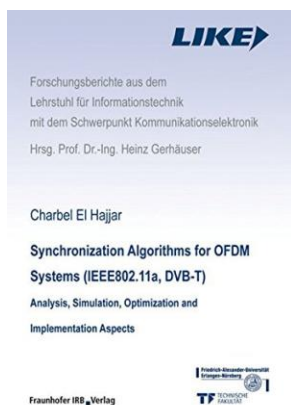 LIKE
Forschungsberichte aus dem
Lehrstuhl für Informationstechnik
mit dem Schwerpunkt Kommunikationselektronik
Hrsg. Prof. Dr.-Ing. Heinz Gerhäuser
Charbel El Hajjar
Synchronization Algorithms for OFDM
Systems (IEEE802.11a, DVB-T)
Analysis, Simulation, Optimization and
Implementation Aspects
Friedrich-Alexander-Universität
Erlangen-Nürnberg
Fraunhofer IRB Verlag
TF TECHNISCHE
FAKULTÄT